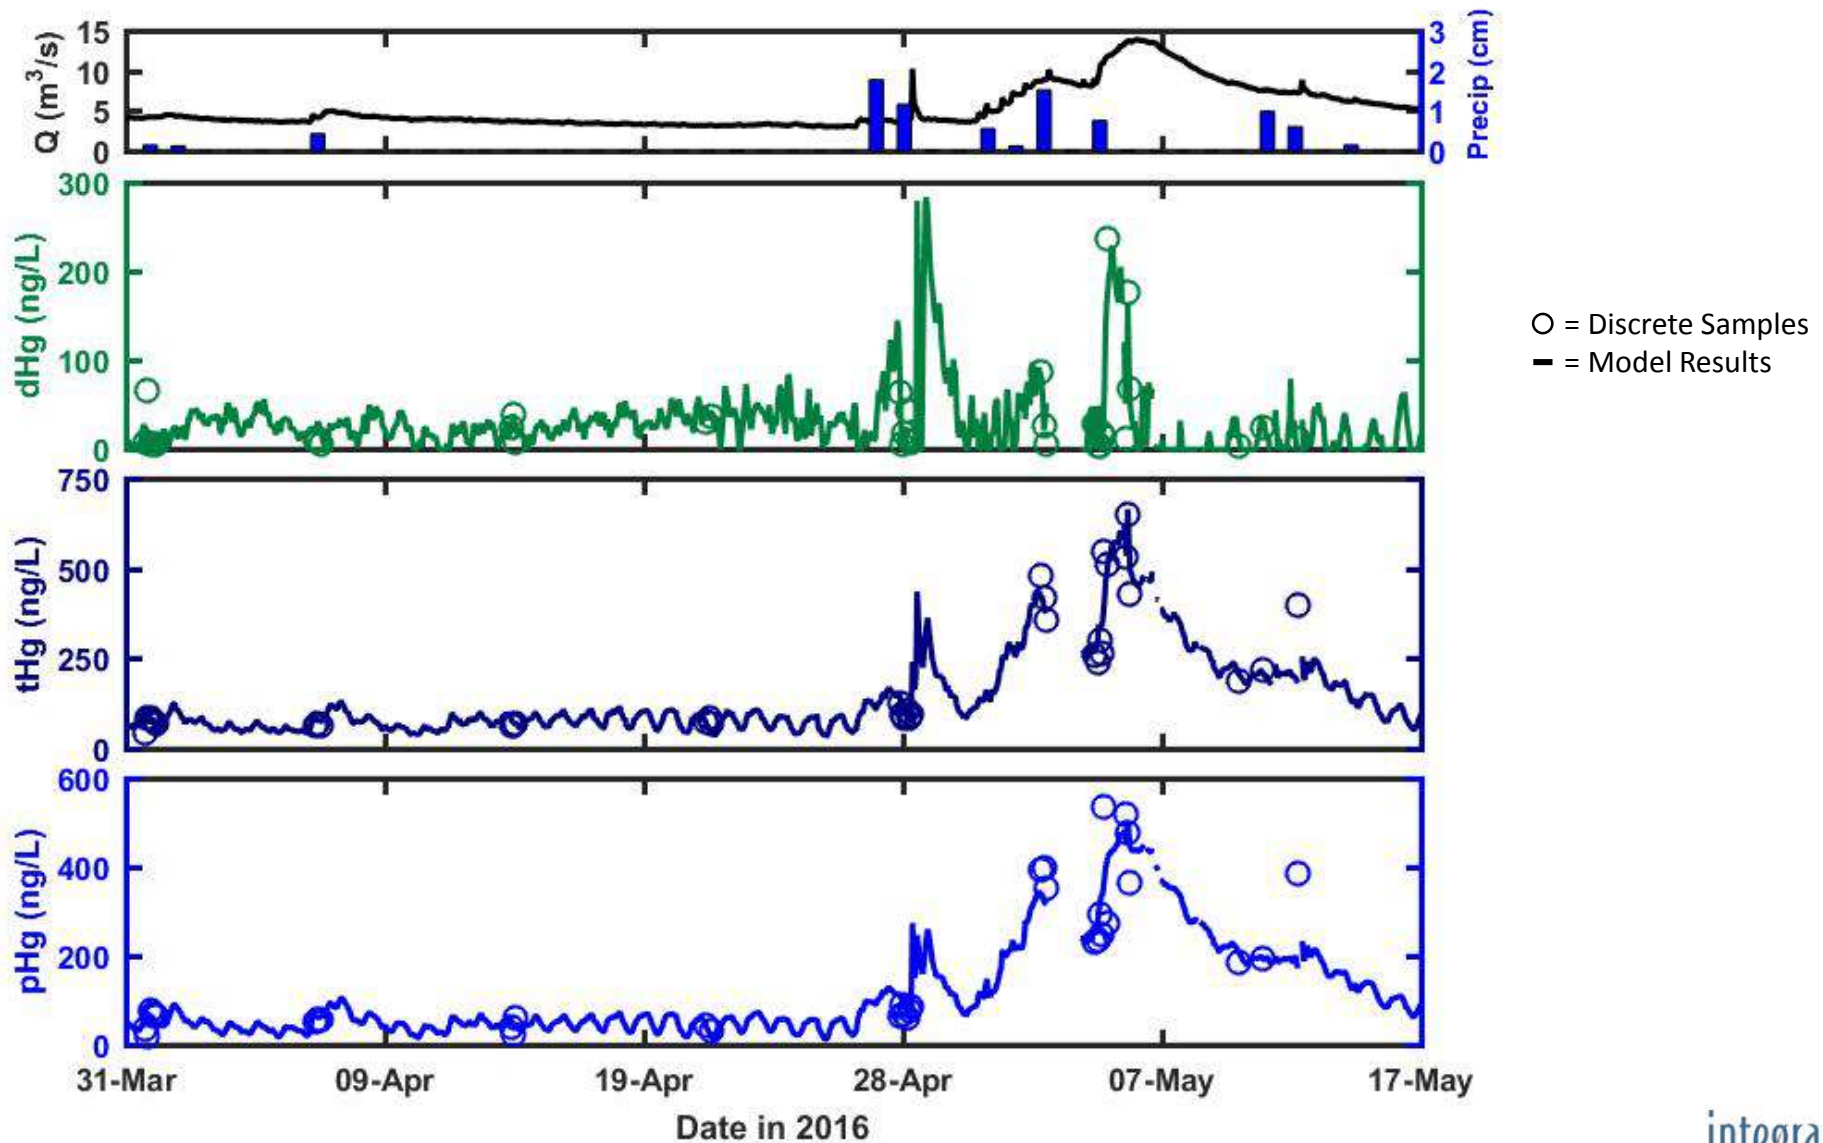 15
10
5
0
Q (m3/s)
3
2
1
0
Precip (cm)
300
200
100
0
dHg (ng/L)
750
500
250
0
tHg (ng/L)
600
400
200
0
pHg (ng/L)
31-Mar 09-Apr 19-Apr 28-Apr 07-May 17-May
Date in 2016
= Discrete Samples
= Model Results